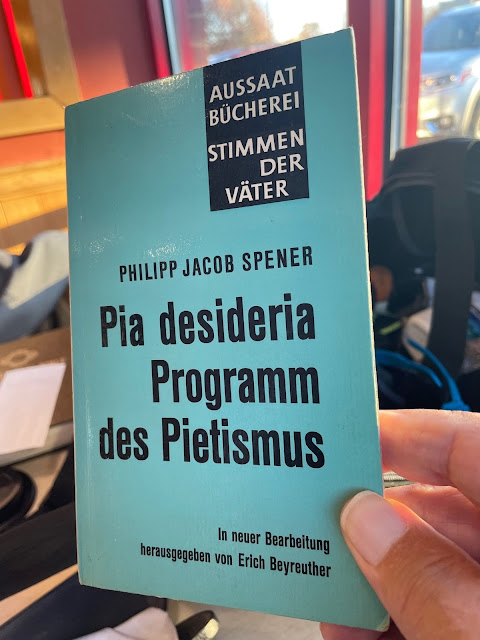 AUSSAAT
BÜCHEREI
STIMMEN
DER
VÄTER
PHILIPP JACOB SPENER
Pia desideria
Programm
des Pietismus
In neuer Bearbeitung
herausgegeben von Erich Beyreuther